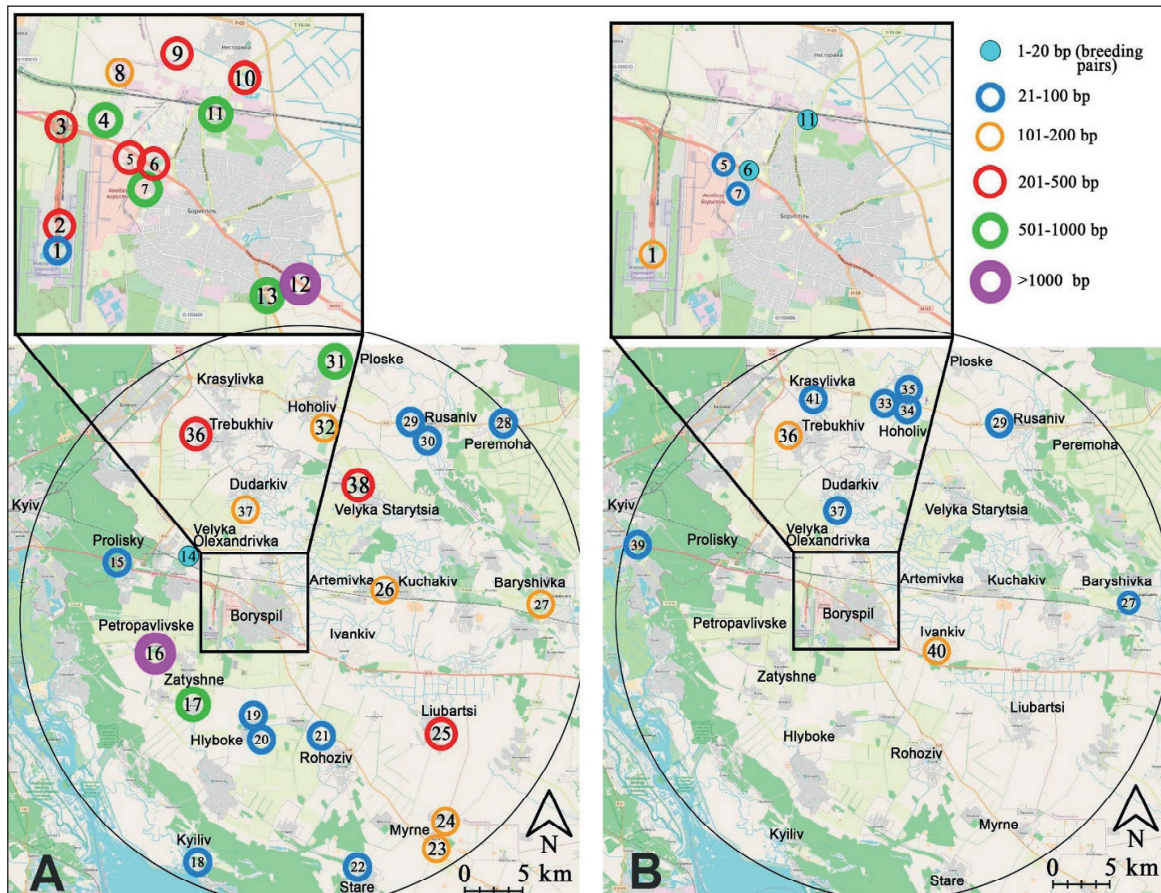 9
Нестерівка
10
8
11
4
3
5
6
7
Бориспіль
2
1
12
13
31
Ploske
Krasylivka
Hoholiv
29
Rusaniv
28
36
Trebukhiv
32
30
Peremoha
Dudarkiv
38
Kyiv
37
Velyka Starytsia
Velyka
Olexandrivka
Prolisky
14
15
Artemivka
Kuchakiv
Baryshivka
26
27
Boryspil
Petropavlivske
Ivankiv
16
Zatyshne
17
Liubartsi
19
25
Hlyboke
20
21
Rohoziv
24
Myrne
23
Kyiliv
18
22
Stare
N
A
0 5 km
11
5
6
7
Бориспіль
1
1-20 bp (breeding
pairs)
21-100 bp
101-200 bp
201-500 bp
501-1000 bp
>1000 bp
Ploske
Krasylivka
35
41
33
34
29
Rusaniv
36
Trebukhiv
Hoholiv
Peremoha
Dudarkiv
Kyiv
37
Velyka Starytsia
Velyka
Olexandrivka
39
Prolisky
Artemivka
Kuchakiv
Baryshivka
27
Boryspil
Petropavlivske
Ivankiv
40
Zatyshne
Liubartsi
Hlyboke
Rohoziv
Myrne
Kyiliv
Stare
N
B
0 5 km